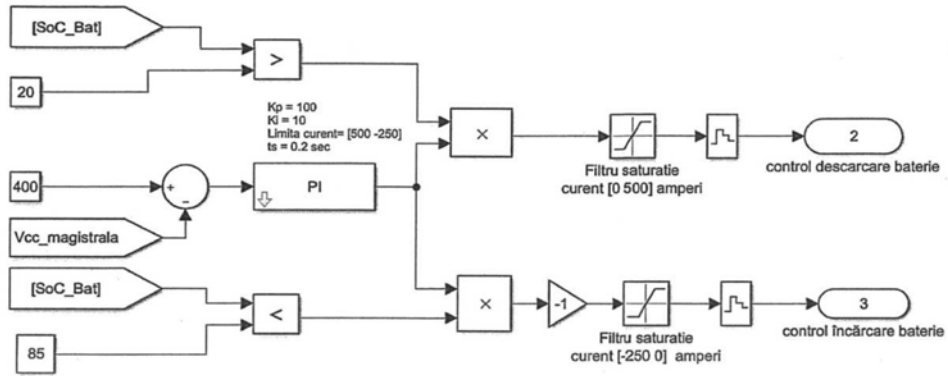 [SoC_Bat]
>
20
Kp = 100
Ki = 10
Limita curent= [500 -250]
ts = 0.2 sec
×
2
control descarcare baterie
Filtru saturatie
curent [0 500] amperi
400
+
−
PI
Vcc_magistrala
[SoC_Bat]
<
85
×
-1
Filtru saturatie
curent [-250 0] amperi
3
control încărcare baterie